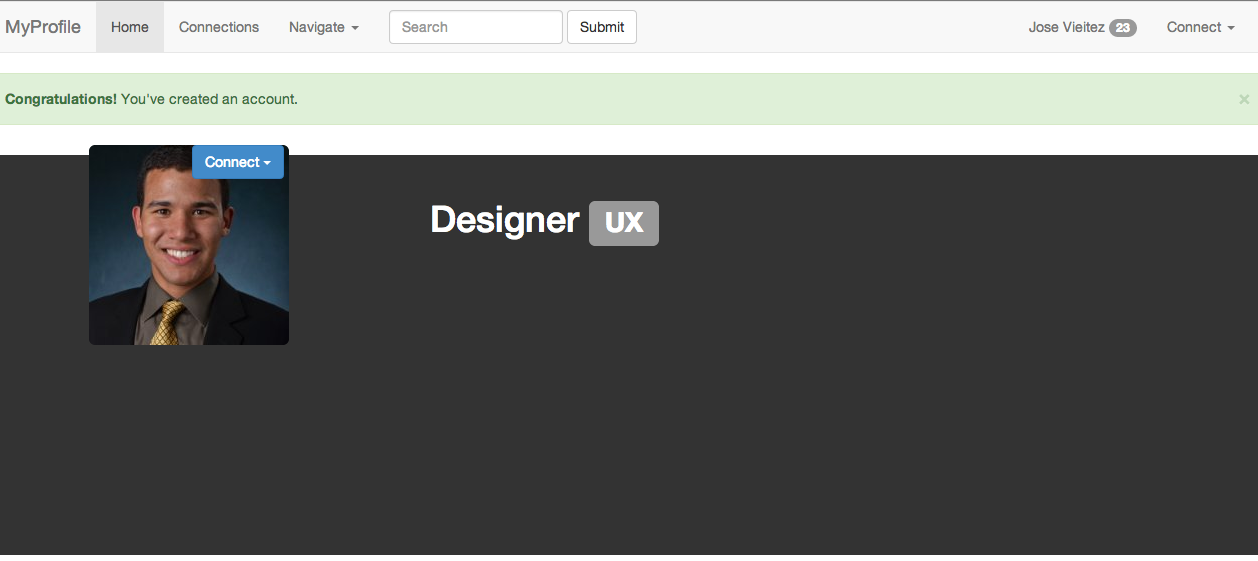 MyProfile Home Connections Navigate Search Submit Jose Vieitez 23 Connect
Congratulations! You've created an account. ×
Connect
Designer UX